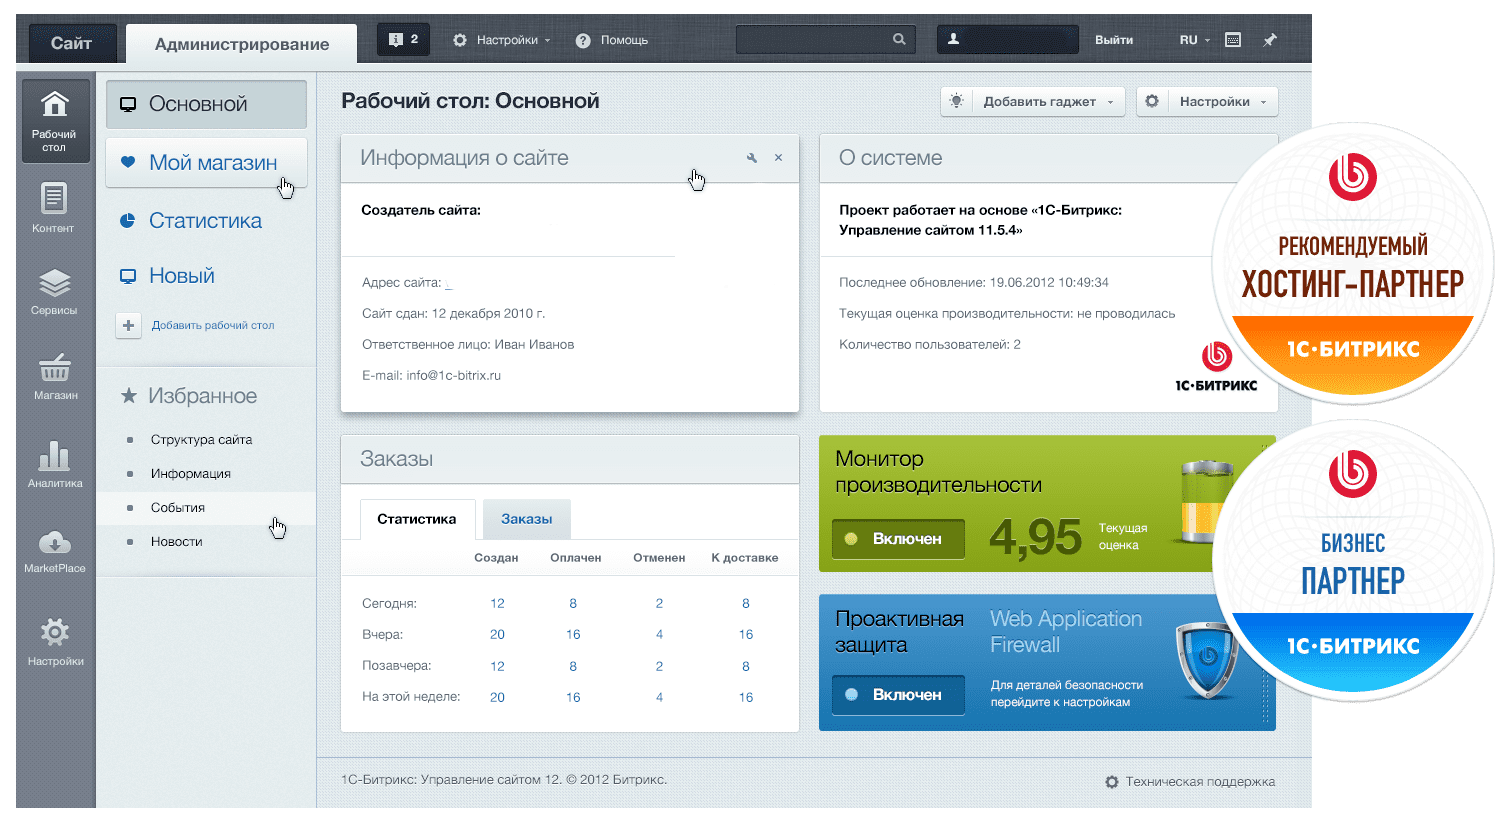 Сайт
Администрирование
2
Настройки
Помощь
Выйти
RU
Рабочий
стол
Контент
Сервисы
Магазин
Аналитика
MarketPlace
Настройки
Основной
Мой магазин
Статистика
Новый
Добавить рабочий стол
Избранное
Структура сайта
Информация
События
Новости
Рабочий стол: Основной
Добавить гаджет
Настройки
Информация о сайте
Создатель сайта:
Адрес сайта: _
Сайт сдан: 12 декабря 2010 г.
Ответственное лицо: Иван Иванов
E-mail: info@1c-bitrix.ru
О системе
Проект работает на основе «1С-Битрикс:
Управление сайтом 11.5.4»
Последнее обновление: 19.06.2012 10:49:34
Текущая оценка производительности: не проводилась
Количество пользователей: 2
1С·БИТРИКС
Заказы
Статистика
Заказы
Создан Оплачен Отменен К доставке
Сегодня: 12 8 2 8
Вчера: 20 16 4 16
Позавчера: 12 8 2 8
На этой неделе: 20 16 4 16
Монитор
производительности
Включен
4,95
Текущая
оценка
Проактивная
защита
Включен
Web Application
Firewall
Для деталей безопасности
перейдите к настройкам
1С-Битрикс: Управление сайтом 12. © 2012 Битрикс.
Техническая поддержка
РЕКОМЕНДУЕМЫЙ
ХОСТИНГ-ПАРТНЕР
1С·БИТРИКС
БИЗНЕС
ПАРТНЕР
1С·БИТРИКС